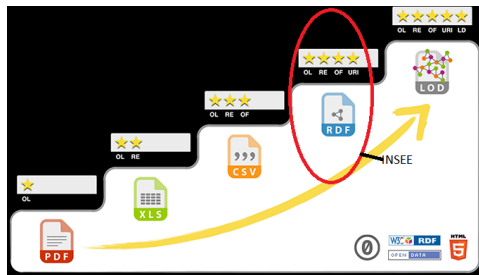 OL RE OF URI LD
OL RE OF URI
LOD
OL RE OF
RDF
OL RE
CSV
INSEE
OL
XLS
PDF
0
W3C RDF
OPEN DATA
HTML
5